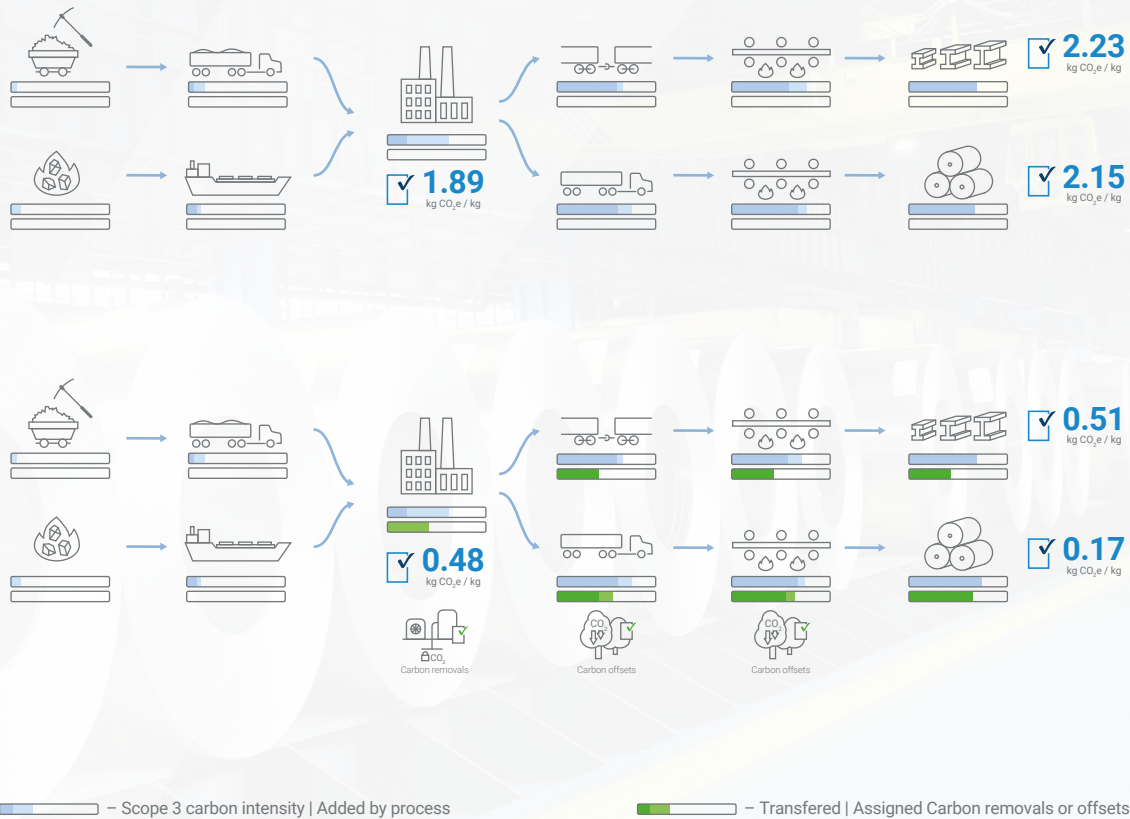 2.23
kg CO₂e / kg
1.89
kg CO₂e / kg
2.15
kg CO₂e / kg
0.51
kg CO₂e / kg
0.48
kg CO₂e / kg
0.17
kg CO₂e / kg
CO₂
Carbon removals
CO₂
Carbon offsets
CO₂
Carbon offsets
– Scope 3 carbon intensity | Added by process
– Transfered | Assigned Carbon removals or offsets